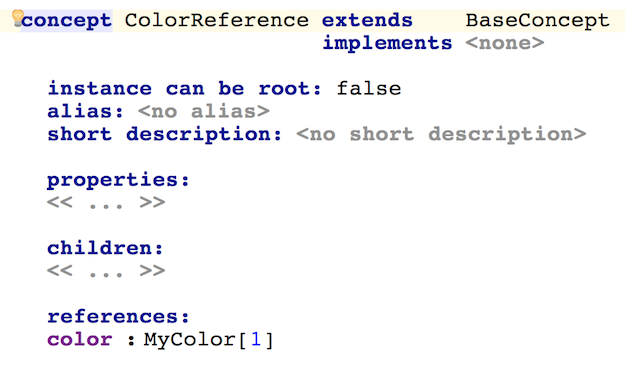 concept ColorReference extends BaseConcept
implements <none>
instance can be root: false
alias: <no alias>
short description: <no short description>
properties:
<< ... >>
children:
<< ... >>
references:
color : MyColor[1]